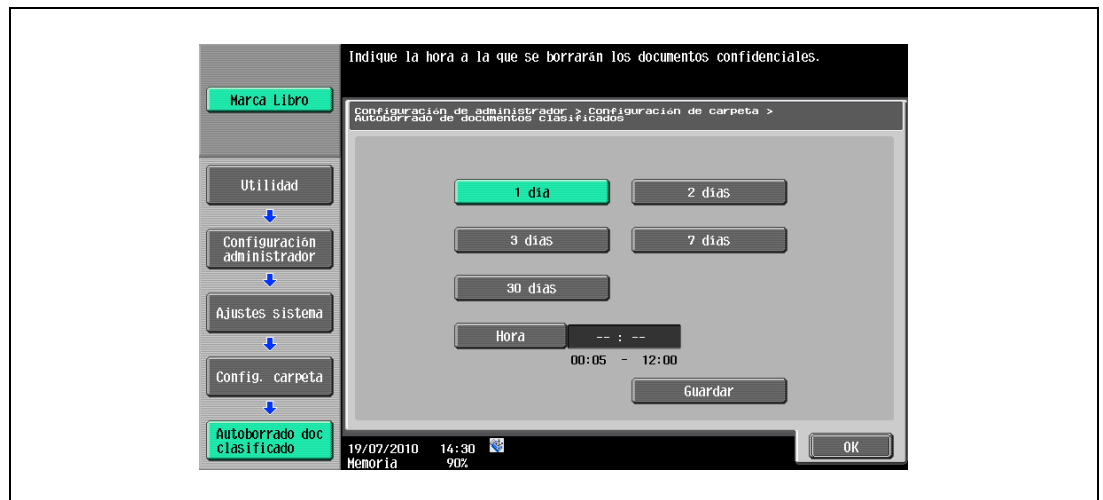 Indique la hora a la que se borrarán los documentos confidenciales.
Marca Libro
Configuración de administrador > Configuración de carpeta >
Autoborrado de documentos clasificados
Utilidad
Configuración
administrador
Ajustes sistema
Config. carpeta
Autoborrado doc
clasificado
1 día
2 días
3 días
7 días
30 días
Hora
-- : --
00:05 - 12:00
Guardar
19/07/2010 14:30
Memoria 90%
OK